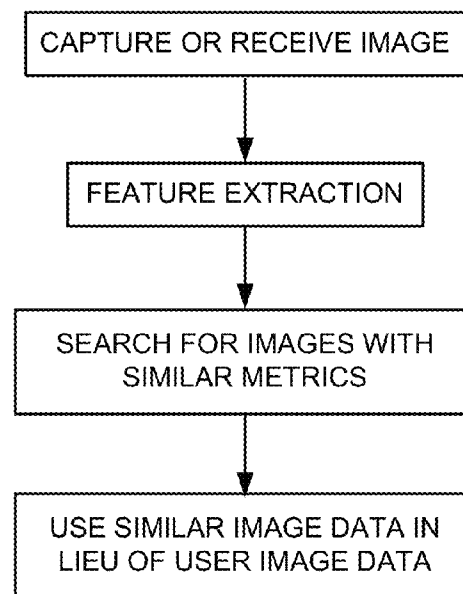 CAPTURE OR RECEIVE IMAGE
FEATURE EXTRACTION
SEARCH FOR IMAGES WITH
SIMILAR METRICS
USE SIMILAR IMAGE DATA IN
LIEU OF USER IMAGE DATA